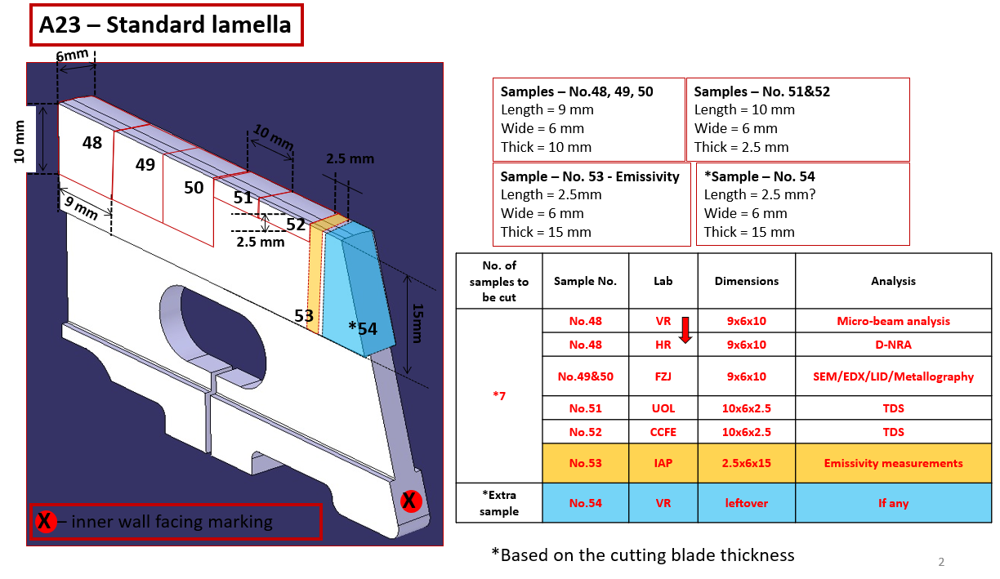 A23 – Standard lamella
6mm
10 mm
48
49
50
51
52
53
*54
9 mm
10 mm
2.5 mm
2.5 mm
15mm
X
X – inner wall facing marking
Samples – No.48, 49, 50
Length = 9 mm
Wide = 6 mm
Thick = 10 mm
Samples – No. 51&52
Length = 10 mm
Wide = 6 mm
Thick = 2.5 mm
Sample – No. 53 - Emissivity
Length = 2.5mm
Wide = 6 mm
Thick = 15 mm
*Sample – No. 54
Length = 2.5 mm?
Wide = 6 mm
Thick = 15 mm
No. of samples to be cut Sample No. Lab Dimensions Analysis
*7
No.48 VR 9x6x10 Micro-beam analysis
No.48 HR 9x6x10 D-NRA
No.49&50 FZJ 9x6x10 SEM/EDX/LID/Metallography
No.51 UOL 10x6x2.5 TDS
No.52 CCFE 10x6x2.5 TDS
No.53 IAP 2.5x6x15 Emissivity measurements
*Extra sample No.54 VR leftover If any
*Based on the cutting blade thickness
2